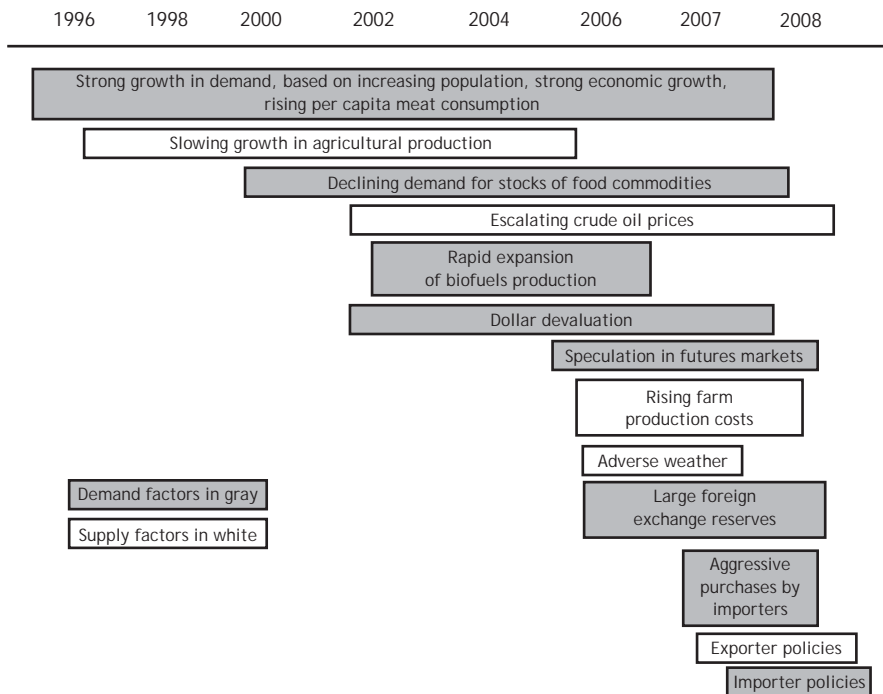 1996 1998 2000 2002 2004 2006 2007 2008
Strong growth in demand, based on increasing population, strong economic growth,
rising per capita meat consumption
Slowing growth in agricultural production
Declining demand for stocks of food commodities
Escalating crude oil prices
Rapid expansion
of biofuels production
Dollar devaluation
Speculation in futures markets
Rising farm
production costs
Adverse weather
Demand factors in gray
Supply factors in white
Large foreign
exchange reserves
Aggressive
purchases by
importers
Exporter policies
Importer policies